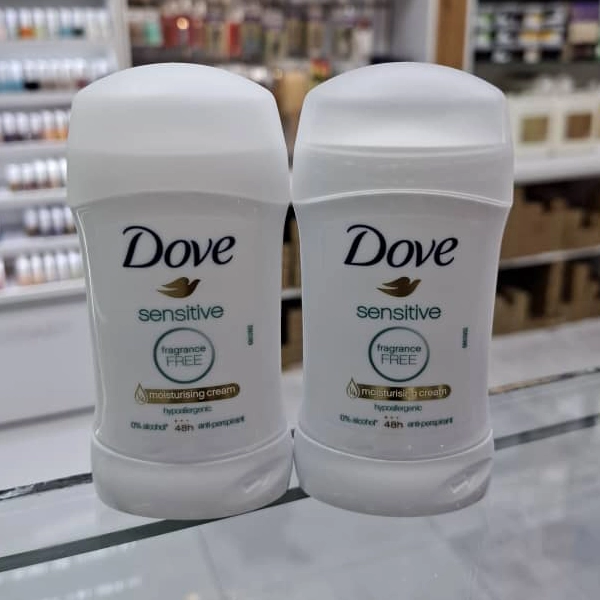 Dove
sensitive
fragrance
FREE
moisturising cream
hypoallergenic
0% alcohol* 48h anti-perspirant
Dove
sensitive
fragrance
FREE
moisturising cream
hypoallergenic
0% alcohol* 48h anti-perspirant